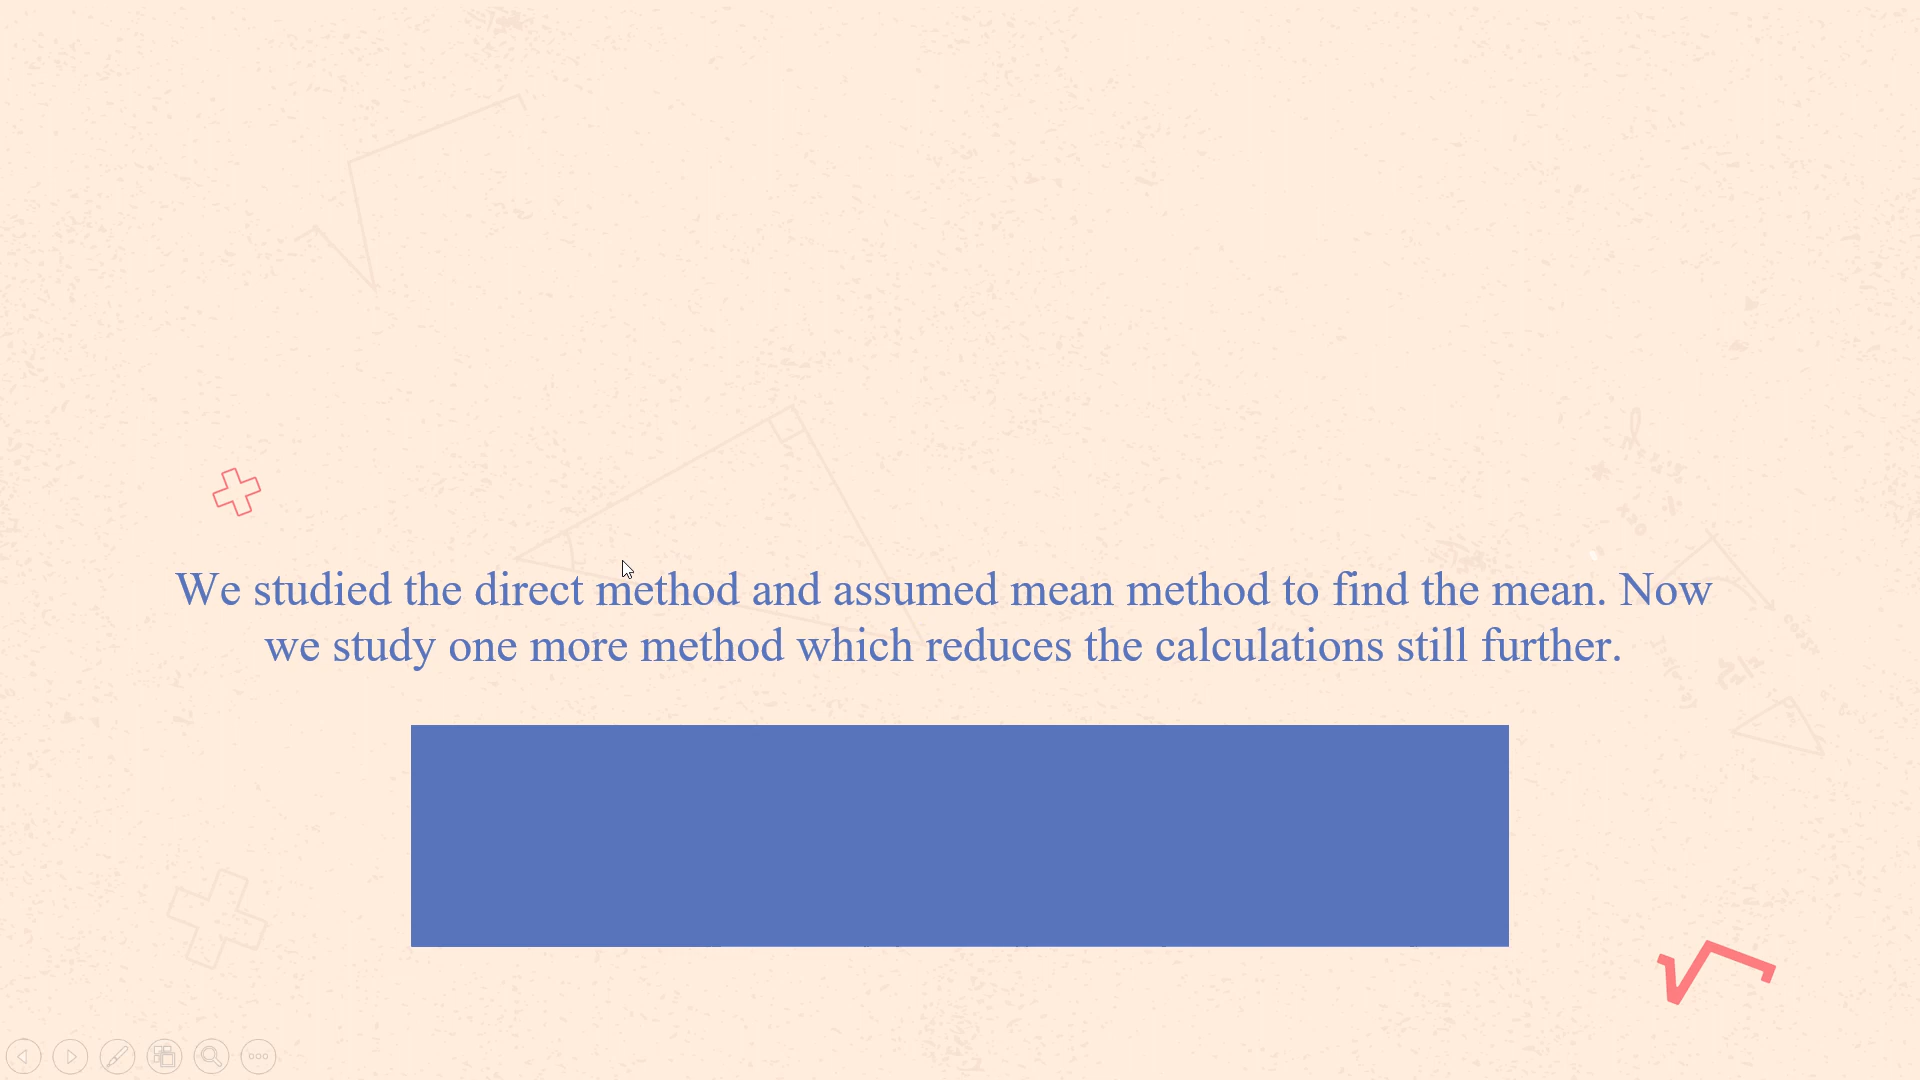 We studied the direct method and assumed mean method to find the mean. Now
we study one more method which reduces the calculations still further.